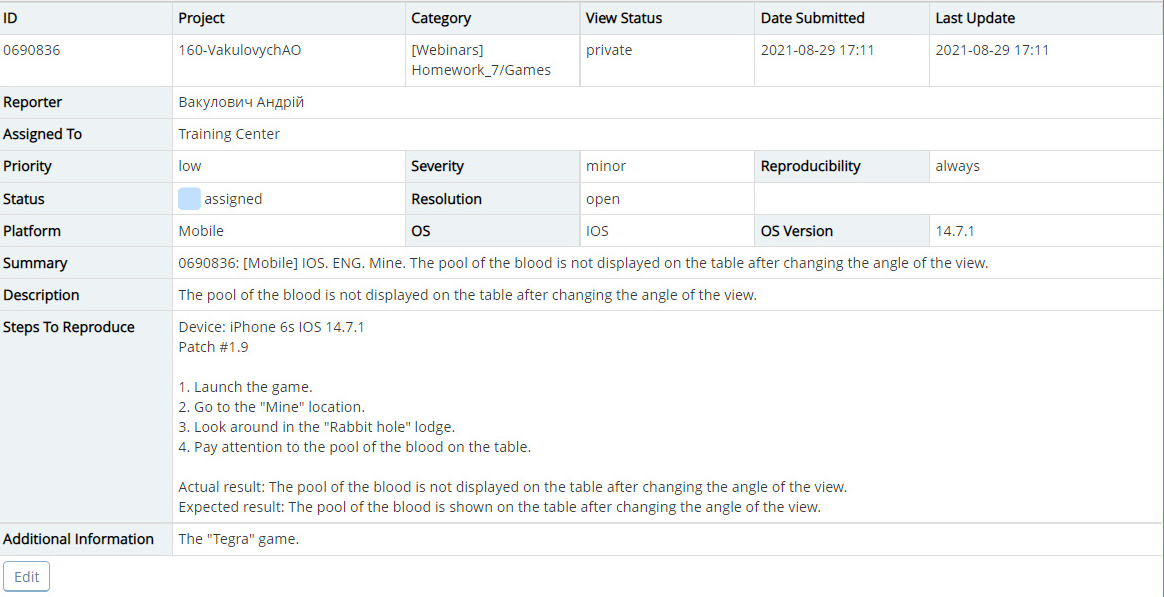 ID Project Category View Status Date Submitted Last Update
0690836 160-VakulovychAO [Webinars] private 2021-08-29 17:11 2021-08-29 17:11
Homework_7/Games
Reporter Вакулович Андрій
Assigned To Training Center
Priority low Severity minor Reproducibility always
Status assigned Resolution open
Platform Mobile OS IOS OS Version 14.7.1
Summary 0690836: [Mobile] IOS. ENG. Mine. The pool of the blood is not displayed on the table after changing the angle of the view.
Description The pool of the blood is not displayed on the table after changing the angle of the view.
Steps To Reproduce Device: iPhone 6s IOS 14.7.1
Patch #1.9
1. Launch the game.
2. Go to the "Mine" location.
3. Look around in the "Rabbit hole" lodge.
4. Pay attention to the pool of the blood on the table.
Actual result: The pool of the blood is not displayed on the table after changing the angle of the view.
Expected result: The pool of the blood is shown on the table after changing the angle of the view.
Additional Information The "Tegra" game.
Edit